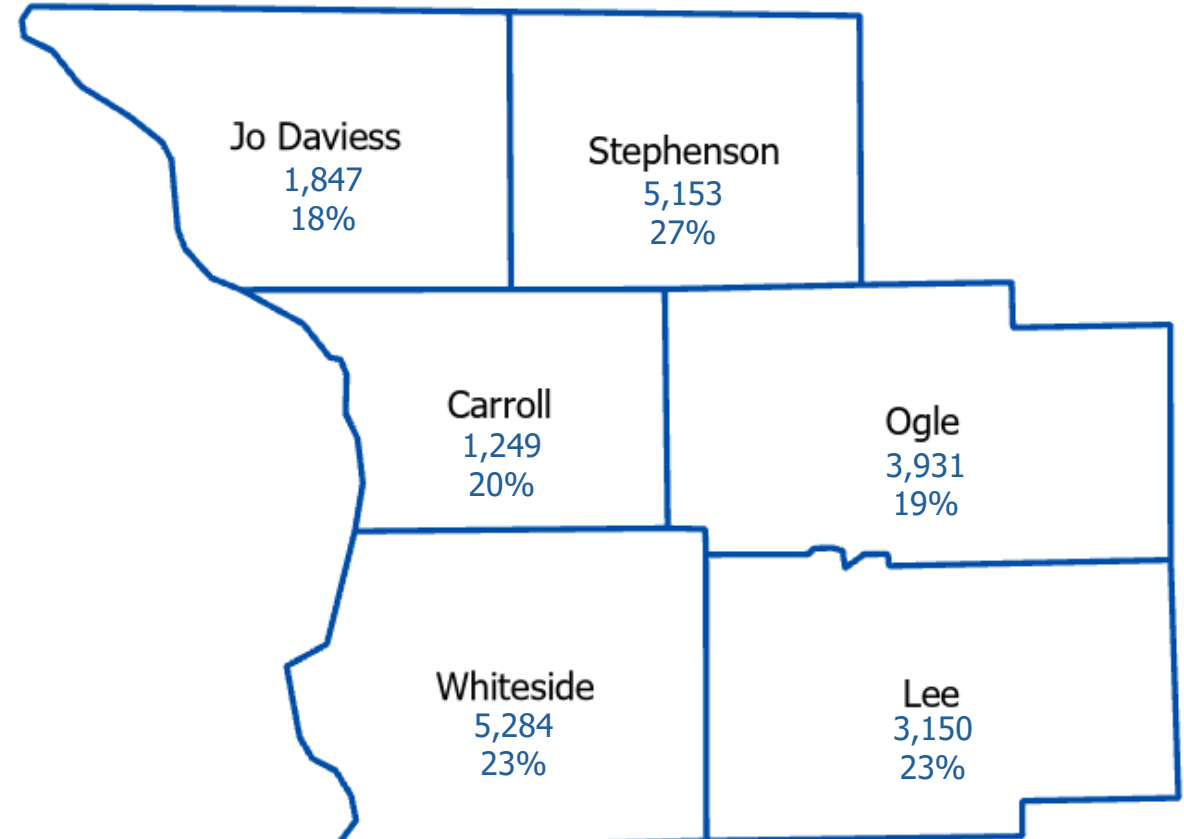 Jo Daviess
1,847
18%
Stephenson
5,153
27%
Carroll
1,249
20%
Ogle
3,931
19%
Whiteside
5,284
23%
Lee
3,150
23%